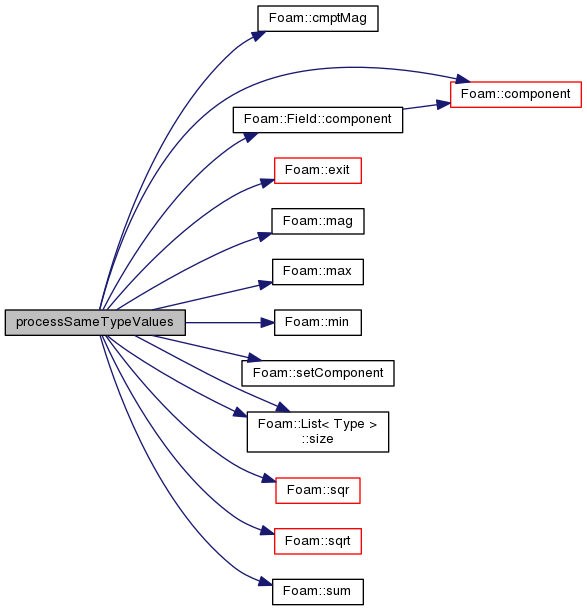 Foam::cmptMag
Foam::component
Foam::Field::component
Foam::exit
Foam::mag
Foam::max
processSameTypeValues
Foam::min
Foam::setComponent
Foam::List< Type >
::size
Foam::sqr
Foam::sqrt
Foam::sum